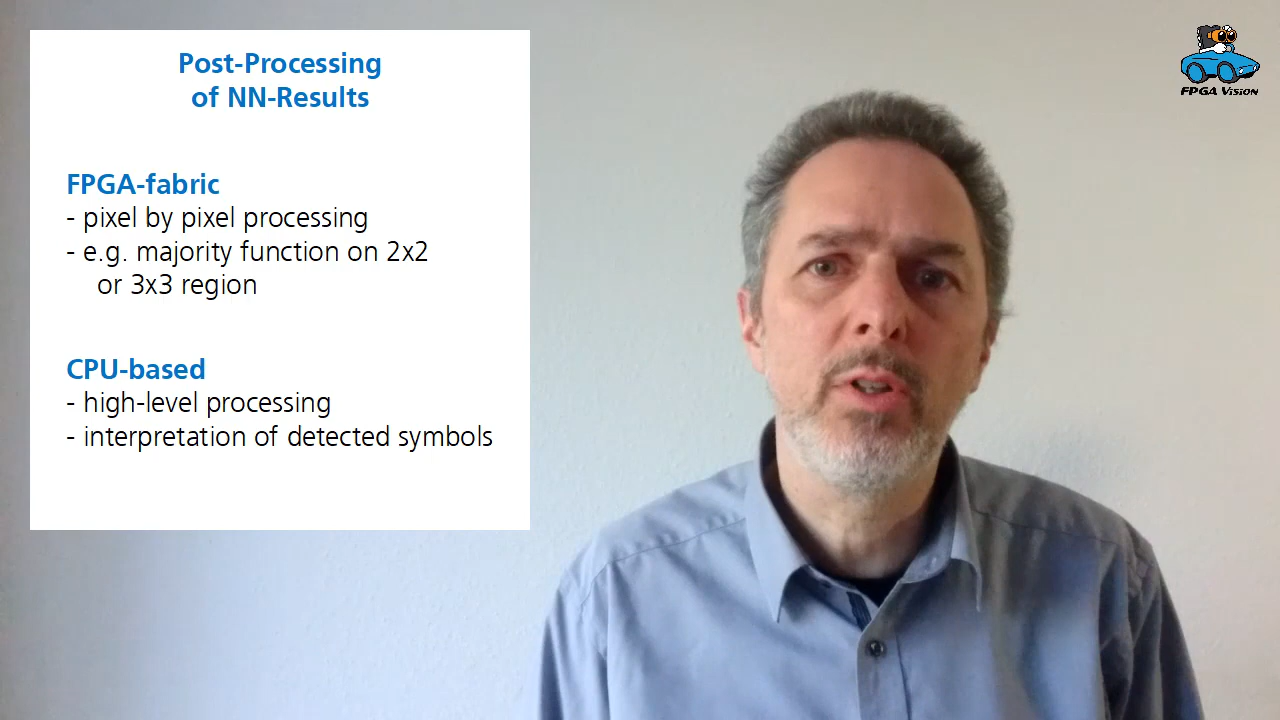 Post-Processing
of NN-Results
FPGA-fabric
- pixel by pixel processing
- e.g. majority function on 2x2
or 3x3 region
CPU-based
- high-level processing
- interpretation of detected symbols
FPGA Vision